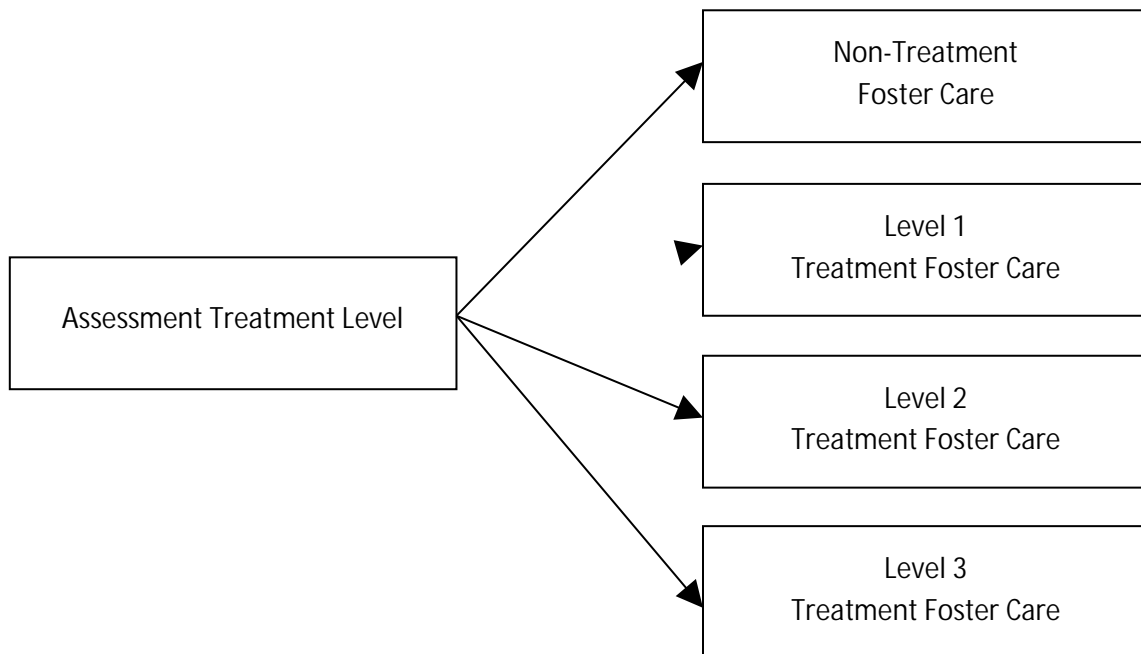 Non-Treatment
Foster Care
Level 1
Treatment Foster Care
Assessment Treatment Level
Level 2
Treatment Foster Care
Level 3
Treatment Foster Care